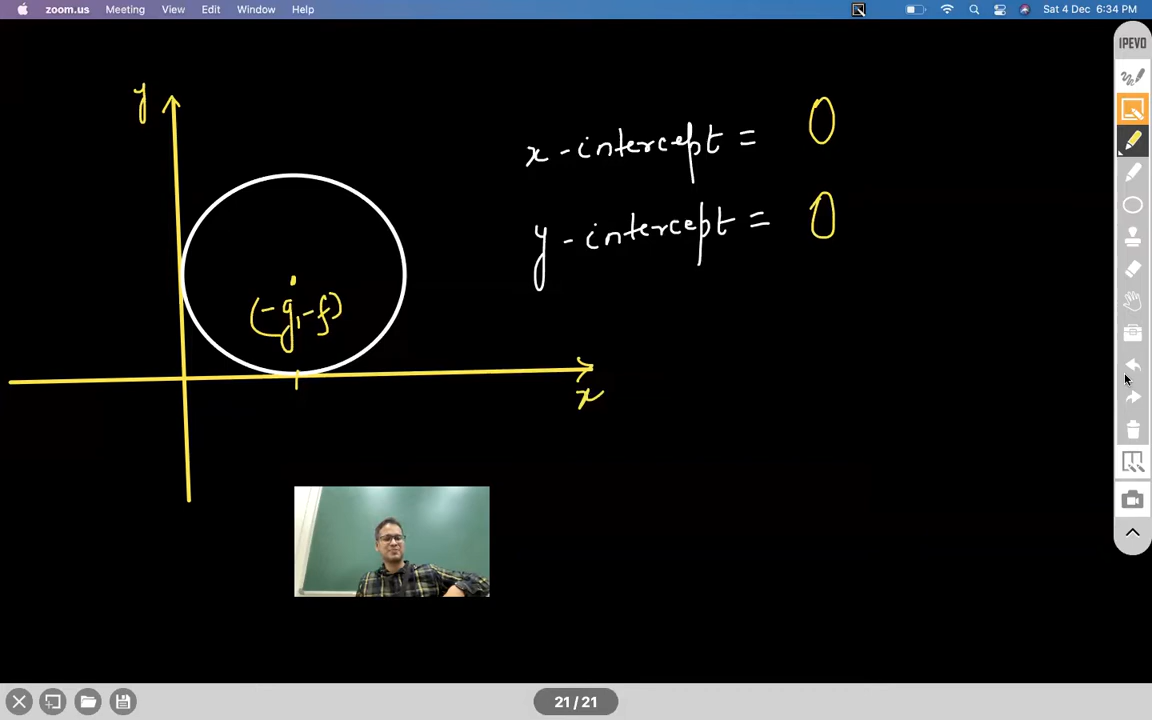 zoom.us Meeting View Edit Window Help Sat 4 Dec 6:34 PM
IPEVO
y
x-intercept = 0
y-intercept = 0
(-g, -f)
x
21 / 21